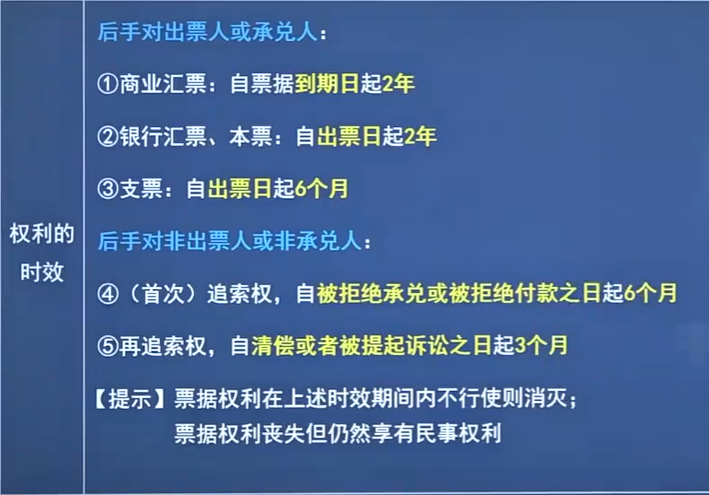 后手对出票人或承兑人：
①商业汇票：自票据到期日起2年
②银行汇票、本票：自出票日起2年
③支票：自出票日起6个月
权利的
时效
后手对非出票人或非承兑人：
④（首次）追索权，自被拒绝承兑或被拒绝付款之日起6个月
⑤再追索权，自清偿或者被提起诉讼之日起3个月
【提示】票据权利在上述时效期间内不行使则消灭；
票据权利丧失但仍然享有民事权利